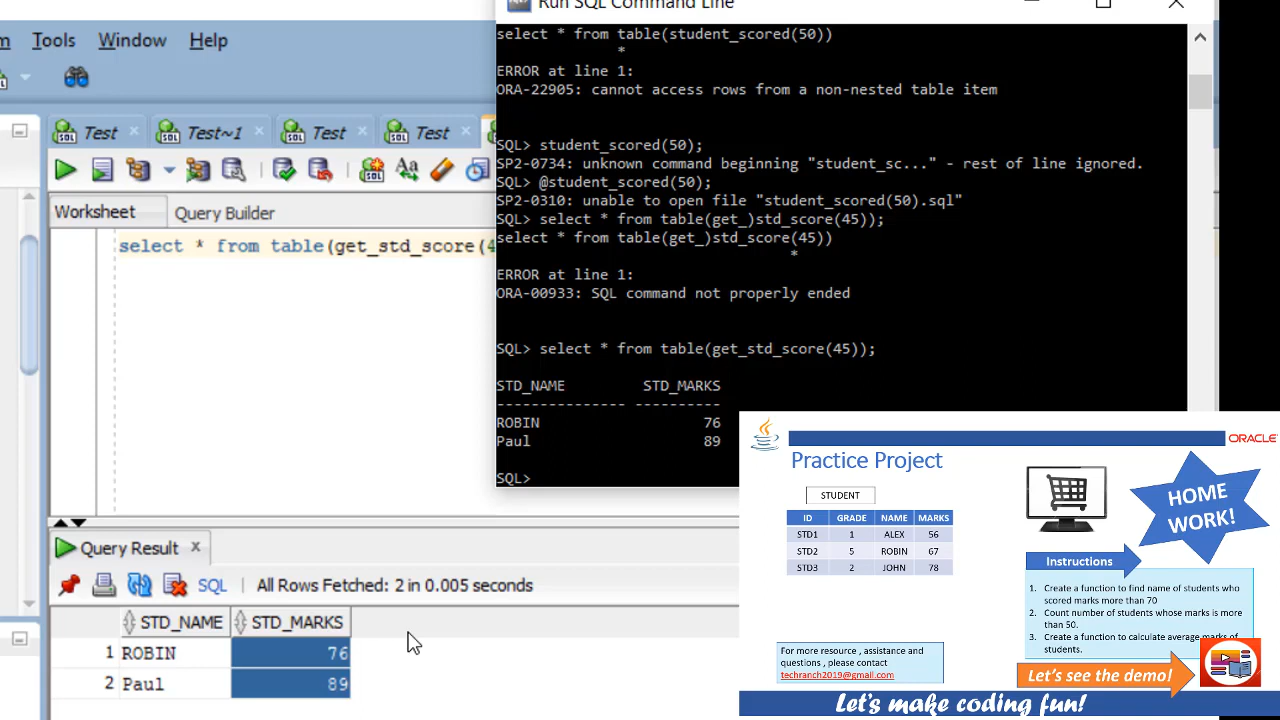 Tools Window Help
Test Test~1 Test Test
Worksheet Query Builder
select * from table(get_std_score(4
Run SQL Command Line
select * from table(student_scored(50))
*
ERROR at line 1:
ORA-22905: cannot access rows from a non-nested table item
SQL> student_scored(50);
SP2-0734: unknown command beginning "student_sc..." - rest of line ignored.
SQL> @student_scored(50);
SP2-0310: unable to open file "student_scored(50).sql"
SQL> select * from table(get_)std_score(45));
select * from table(get_)std_score(45))
*
ERROR at line 1:
ORA-00933: SQL command not properly ended
SQL> select * from table(get_std_score(45));
STD_NAME STD_MARKS
--------------- ----------
ROBIN 76
Paul 89
SQL>
Query Result
SQL All Rows Fetched: 2 in 0.005 seconds
STD_NAME STD_MARKS
1 ROBIN 76
2 Paul 89
ORACLE
Practice Project
STUDENT
ID GRADE NAME MARKS
STD1 1 ALEX 56
STD2 5 ROBIN 67
STD3 2 JOHN 78
HOME
WORK!
Instructions
1. Create a function to find name of students who
scored marks more than 70
2. Count number of students whose marks is more
than 50.
3. Create a function to calculate average marks of
students.
For more resource , assistance and
questions , please contact
techranch2019@gmail.com
Let's see the demo!
Let's make coding fun!